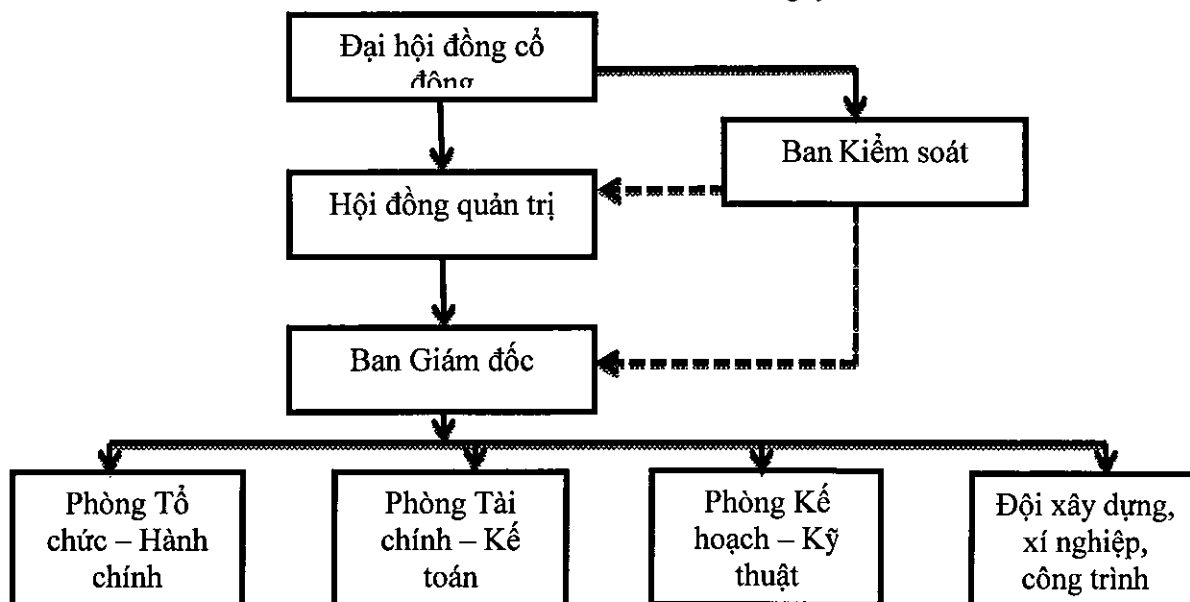 Đại hội đồng cổ
đông
Ban Kiểm soát
Hội đồng quản trị
Ban Giám đốc
Phòng Tổ
chức – Hành
chính
Phòng Tài
chính – Kế
toán
Phòng Kế
hoạch – Kỹ
thuật
Đội xây dựng,
xí nghiệp,
công trình